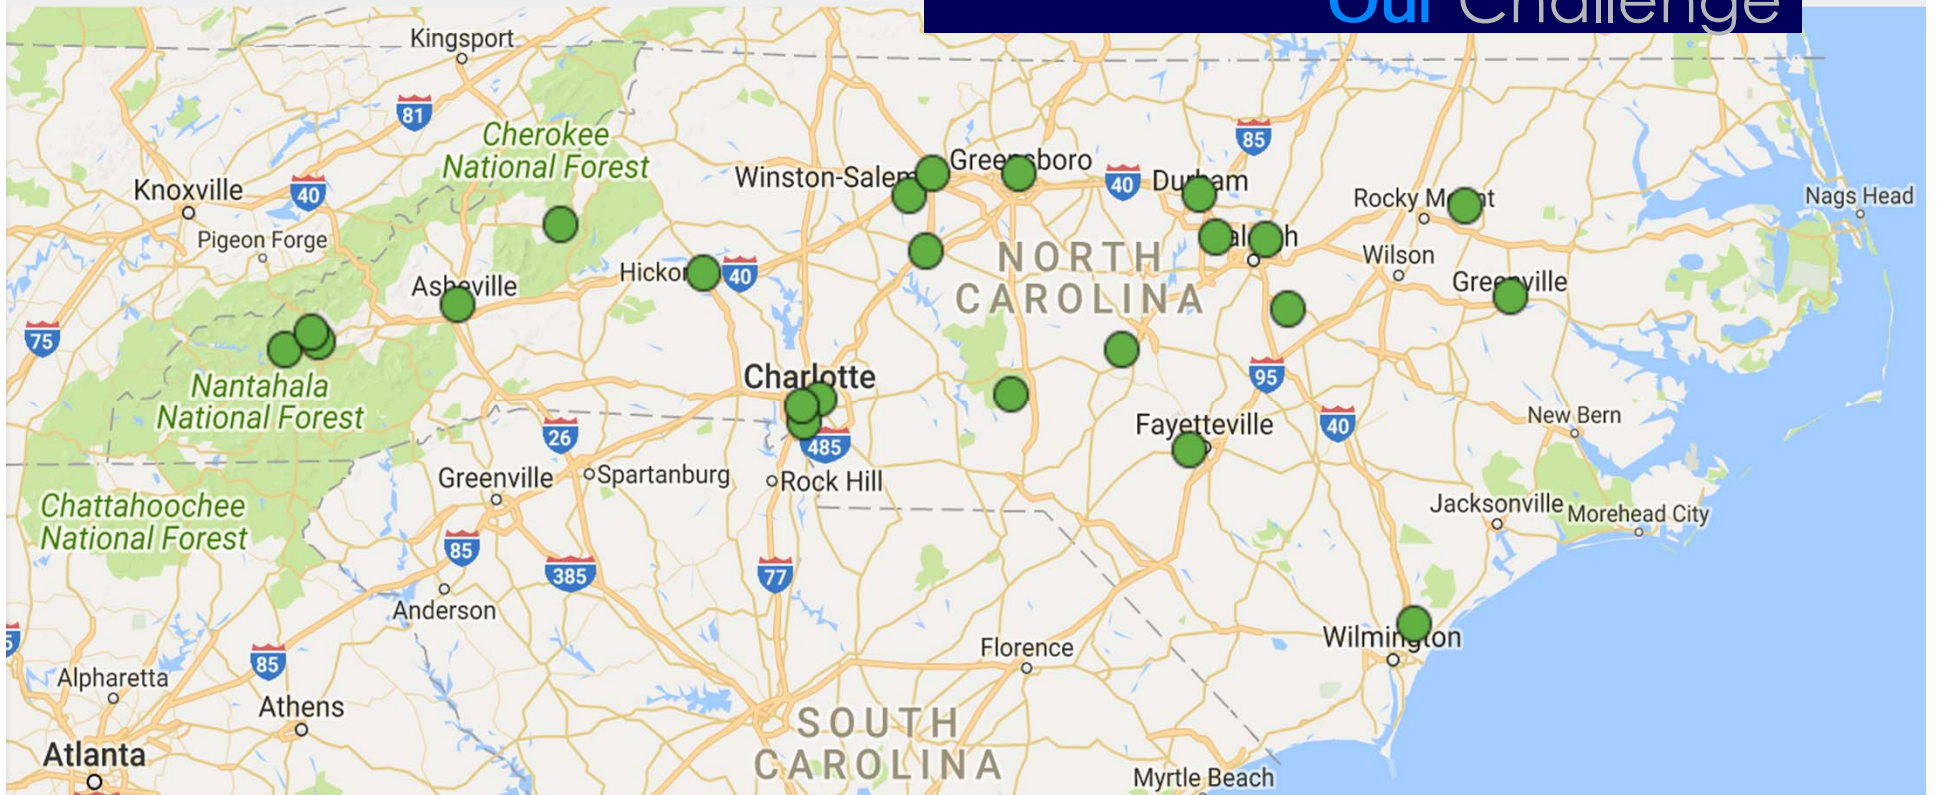 Our Challenge
Kingsport
81
Cherokee
National Forest
85
Knoxville
40
Winston-Salem
Greensboro
40
Durham
Rocky Mount
Nags Head
Pigeon Forge
Raleigh
NORTH
CAROLINA
Wilson
Hickory
40
Asheville
Greenville
75
Nantahala
National Forest
Charlotte
95
26
485
Fayetteville
40
New Bern
Greenville
Spartanburg
Rock Hill
Chattahoochee
National Forest
Jacksonville
Morehead City
85
385
77
Anderson
5
85
Florence
Wilmington
Alpharetta
Athens
SOUTH
CAROLINA
Atlanta
Myrtle Beach